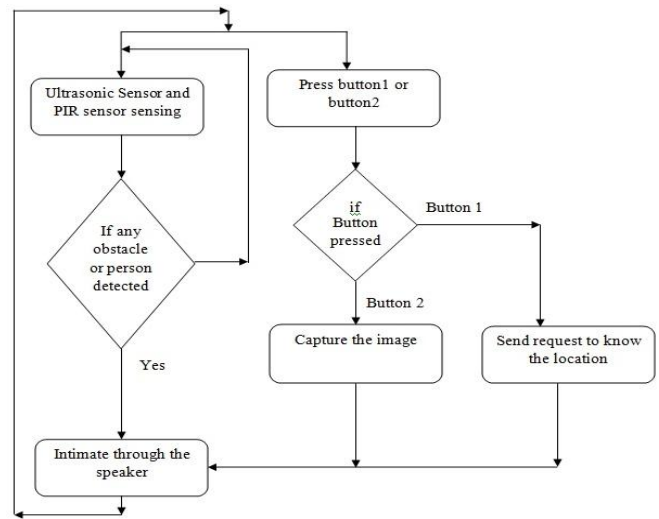 Ultrasonic Sensor and
PIR sensor sensing
Press button1 or
button2
If any
obstacle
or person
detected
if
Button
pressed
Button 1
Button 2
Yes
Capture the image
Send request to know
the location
Intimate through the
speaker